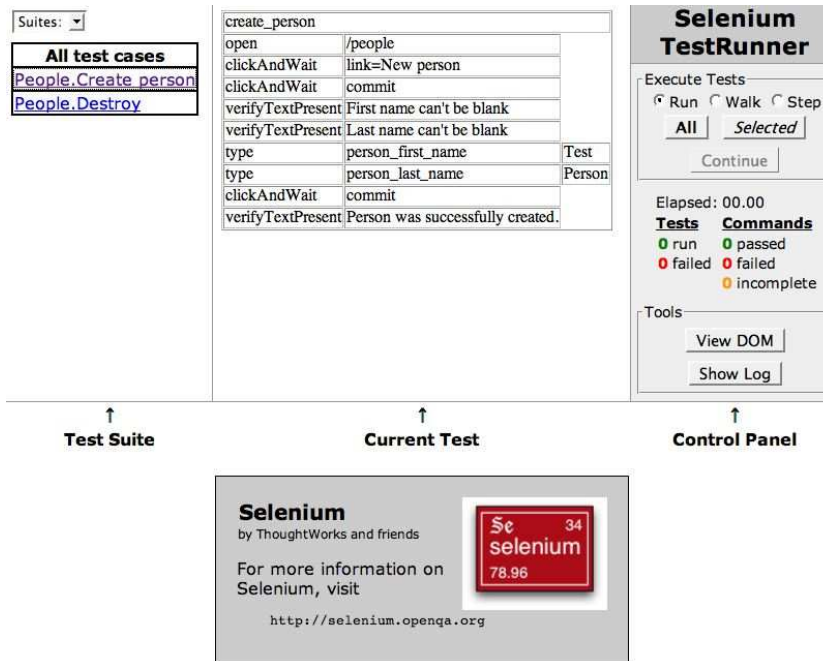 Suites:
All test cases
People.Create person
People.Destroy
create_person
open /people
clickAndWait link=New person
clickAndWait commit
verifyTextPresent First name can't be blank
verifyTextPresent Last name can't be blank
type person_first_name Test
type person_last_name Person
clickAndWait commit
verifyTextPresent Person was successfully created.
Selenium
TestRunner
Execute Tests
Run Walk Step
All Selected
Continue
Elapsed: 00.00
Tests Commands
0 run 0 passed
0 failed 0 failed
0 incomplete
Tools
View DOM
Show Log
↑ ↑ ↑
Test Suite Current Test Control Panel
Selenium
by ThoughtWorks and friends
For more information on
Selenium, visit
http://selenium.openqa.org
Se 34
selenium
78.96